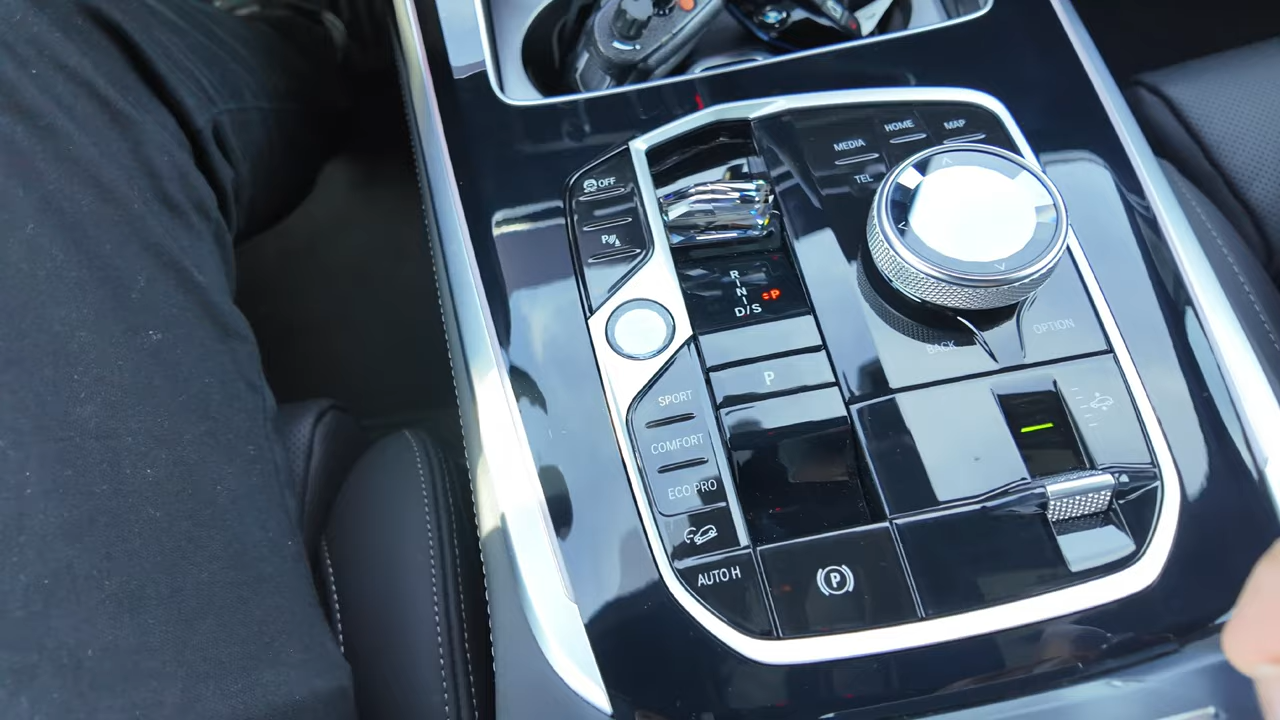 OFF
P
MEDIA
HOME
MAP
TEL
R
N
D/S
P
BACK
OPTION
P
SPORT
COMFORT
ECO PRO
AUTO H
P